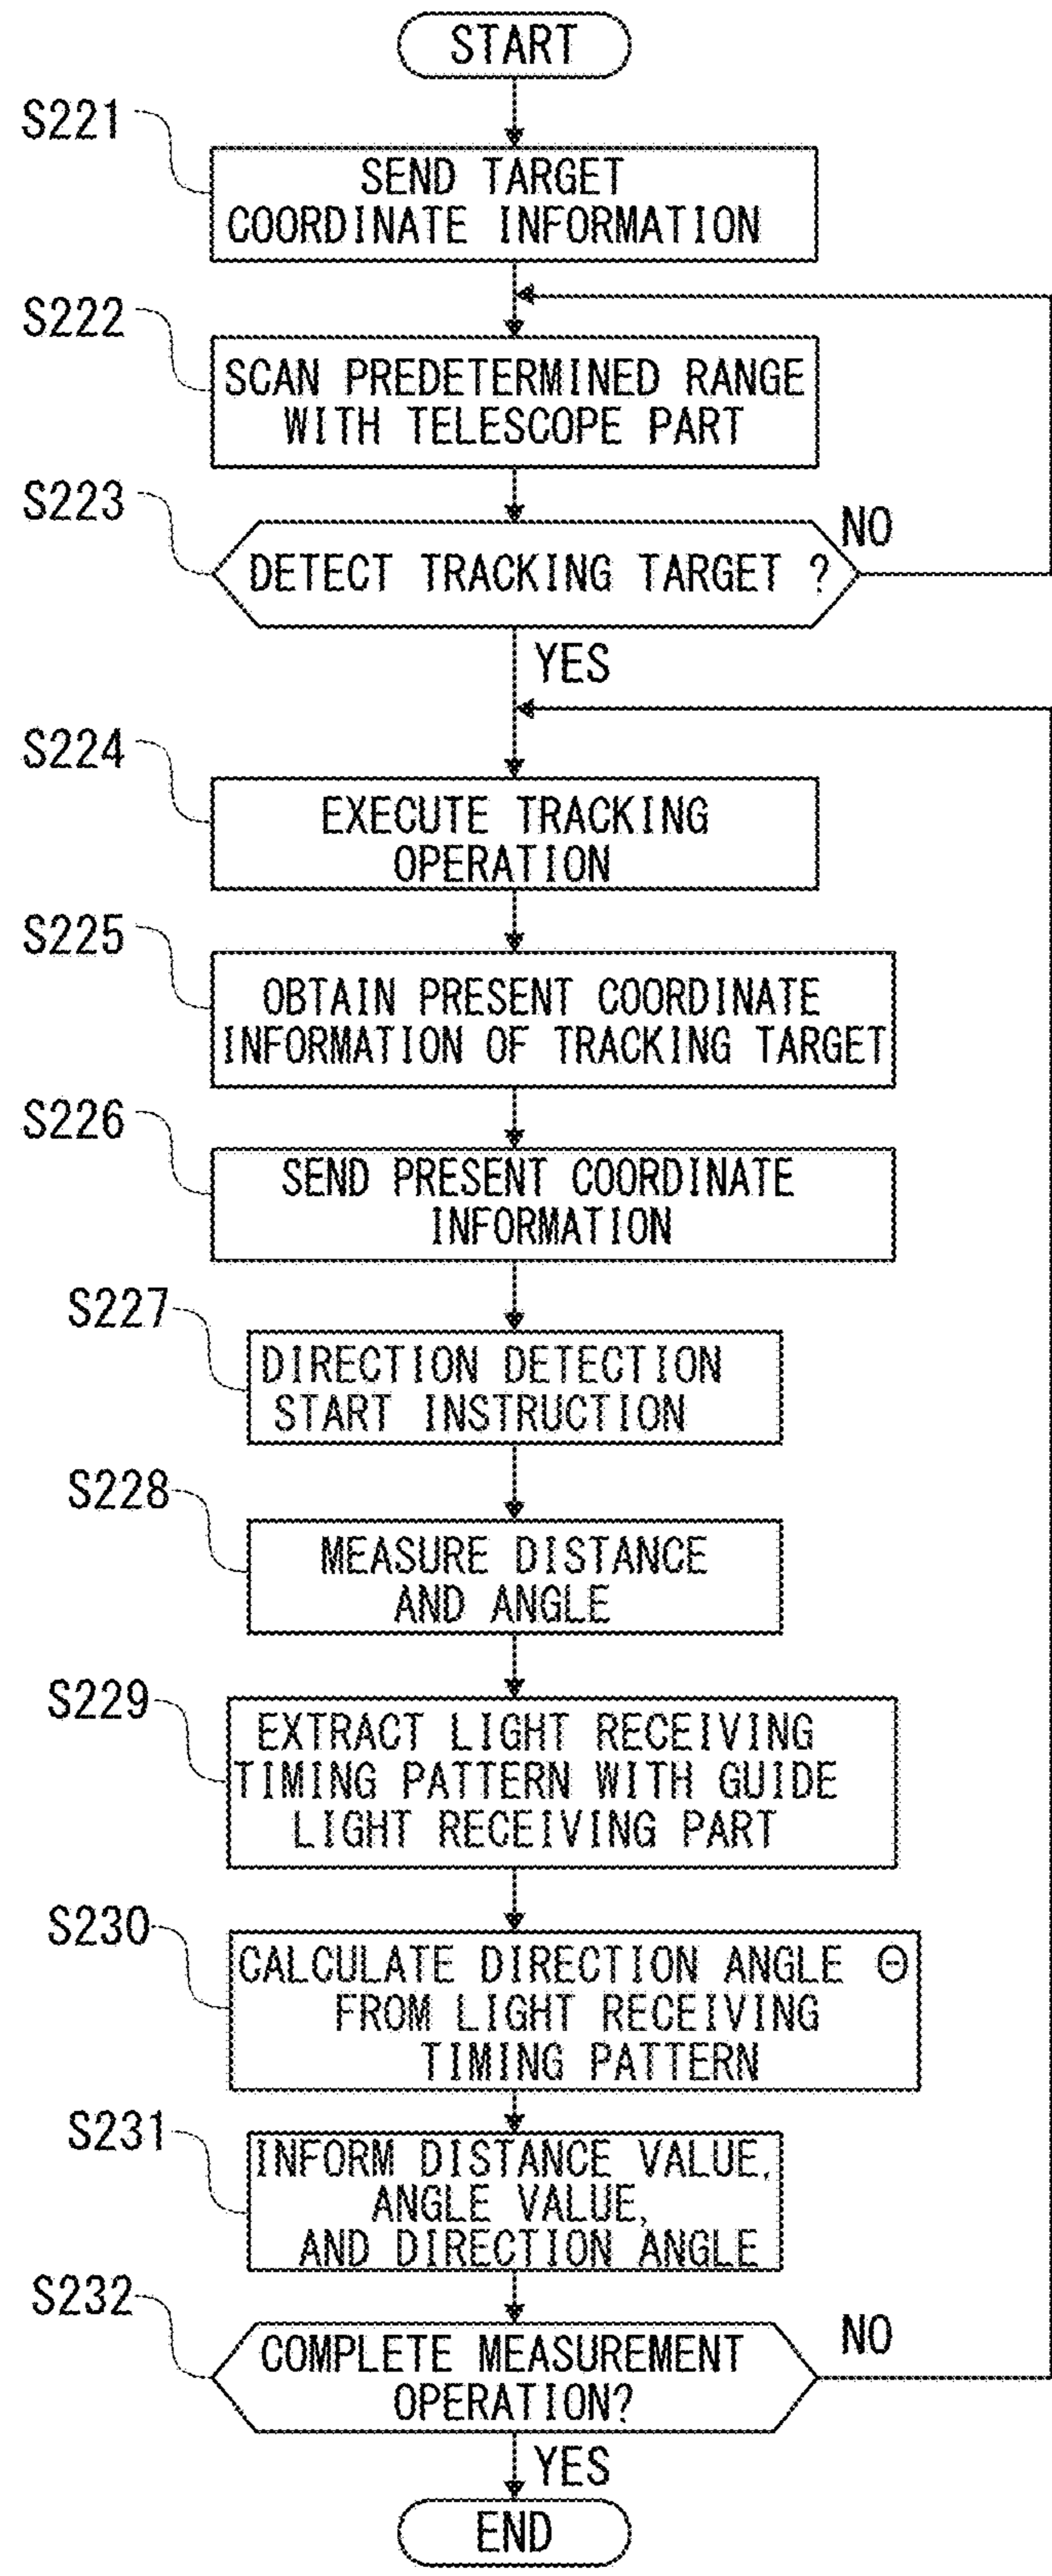 START
S221
SEND TARGET
COORDINATE INFORMATION
S222
SCAN PREDETERMINED RANGE
WITH TELESCOPE PART
S223
DETECT TRACKING TARGET ?
NO
YES
S224
EXECUTE TRACKING
OPERATION
S225
OBTAIN PRESENT COORDINATE
INFORMATION OF TRACKING TARGET
S226
SEND PRESENT COORDINATE
INFORMATION
S227
DIRECTION DETECTION
START INSTRUCTION
S228
MEASURE DISTANCE
AND ANGLE
S229
EXTRACT LIGHT RECEIVING
TIMING PATTERN WITH GUIDE
LIGHT RECEIVING PART
S230
CALCULATE DIRECTION ANGLE Θ
FROM LIGHT RECEIVING
TIMING PATTERN
S231
INFORM DISTANCE VALUE,
ANGLE VALUE,
AND DIRECTION ANGLE
S232
COMPLETE MEASUREMENT
OPERATION?
NO
YES
END